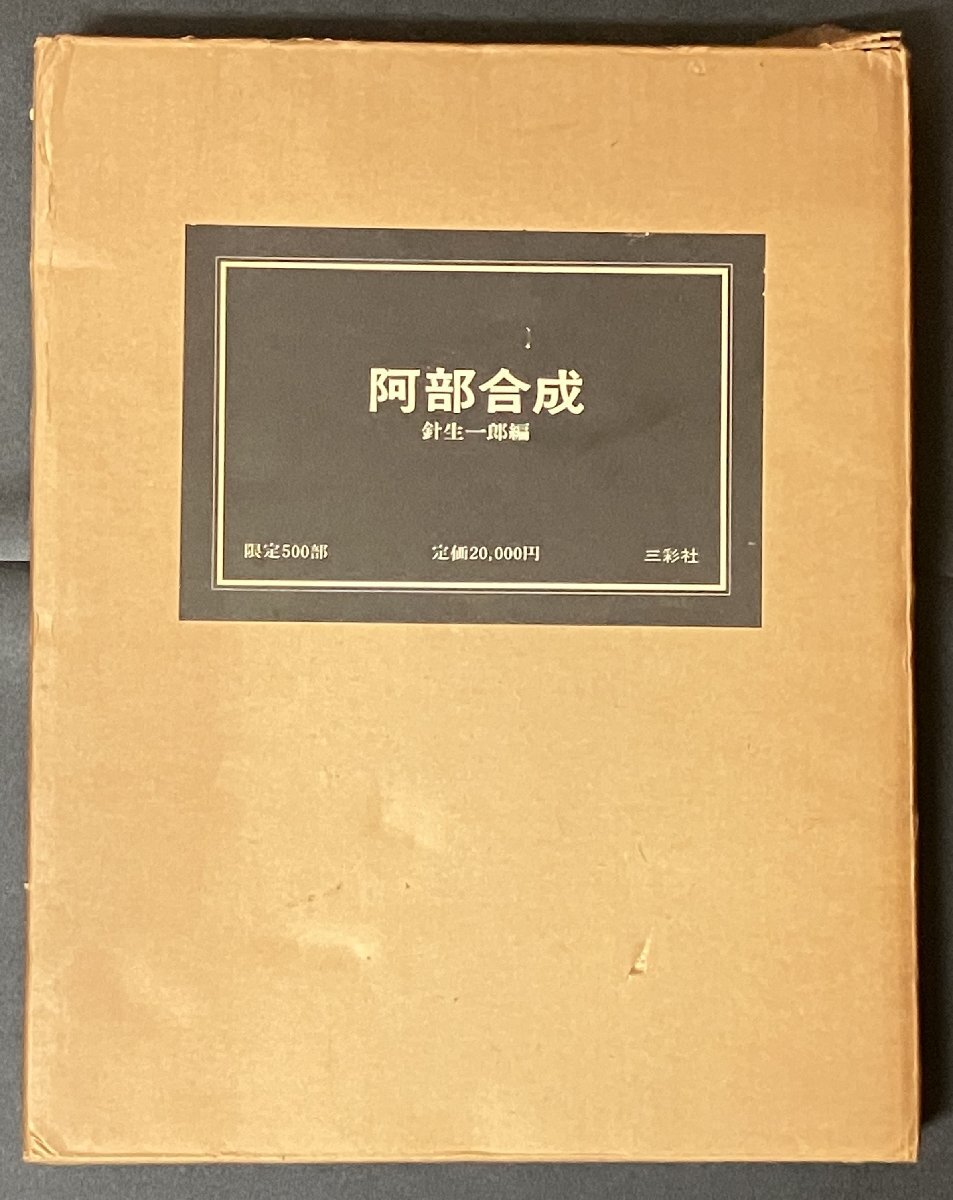 阿部合成
針生一郎編
限定500部 定価20,000円 三彩社